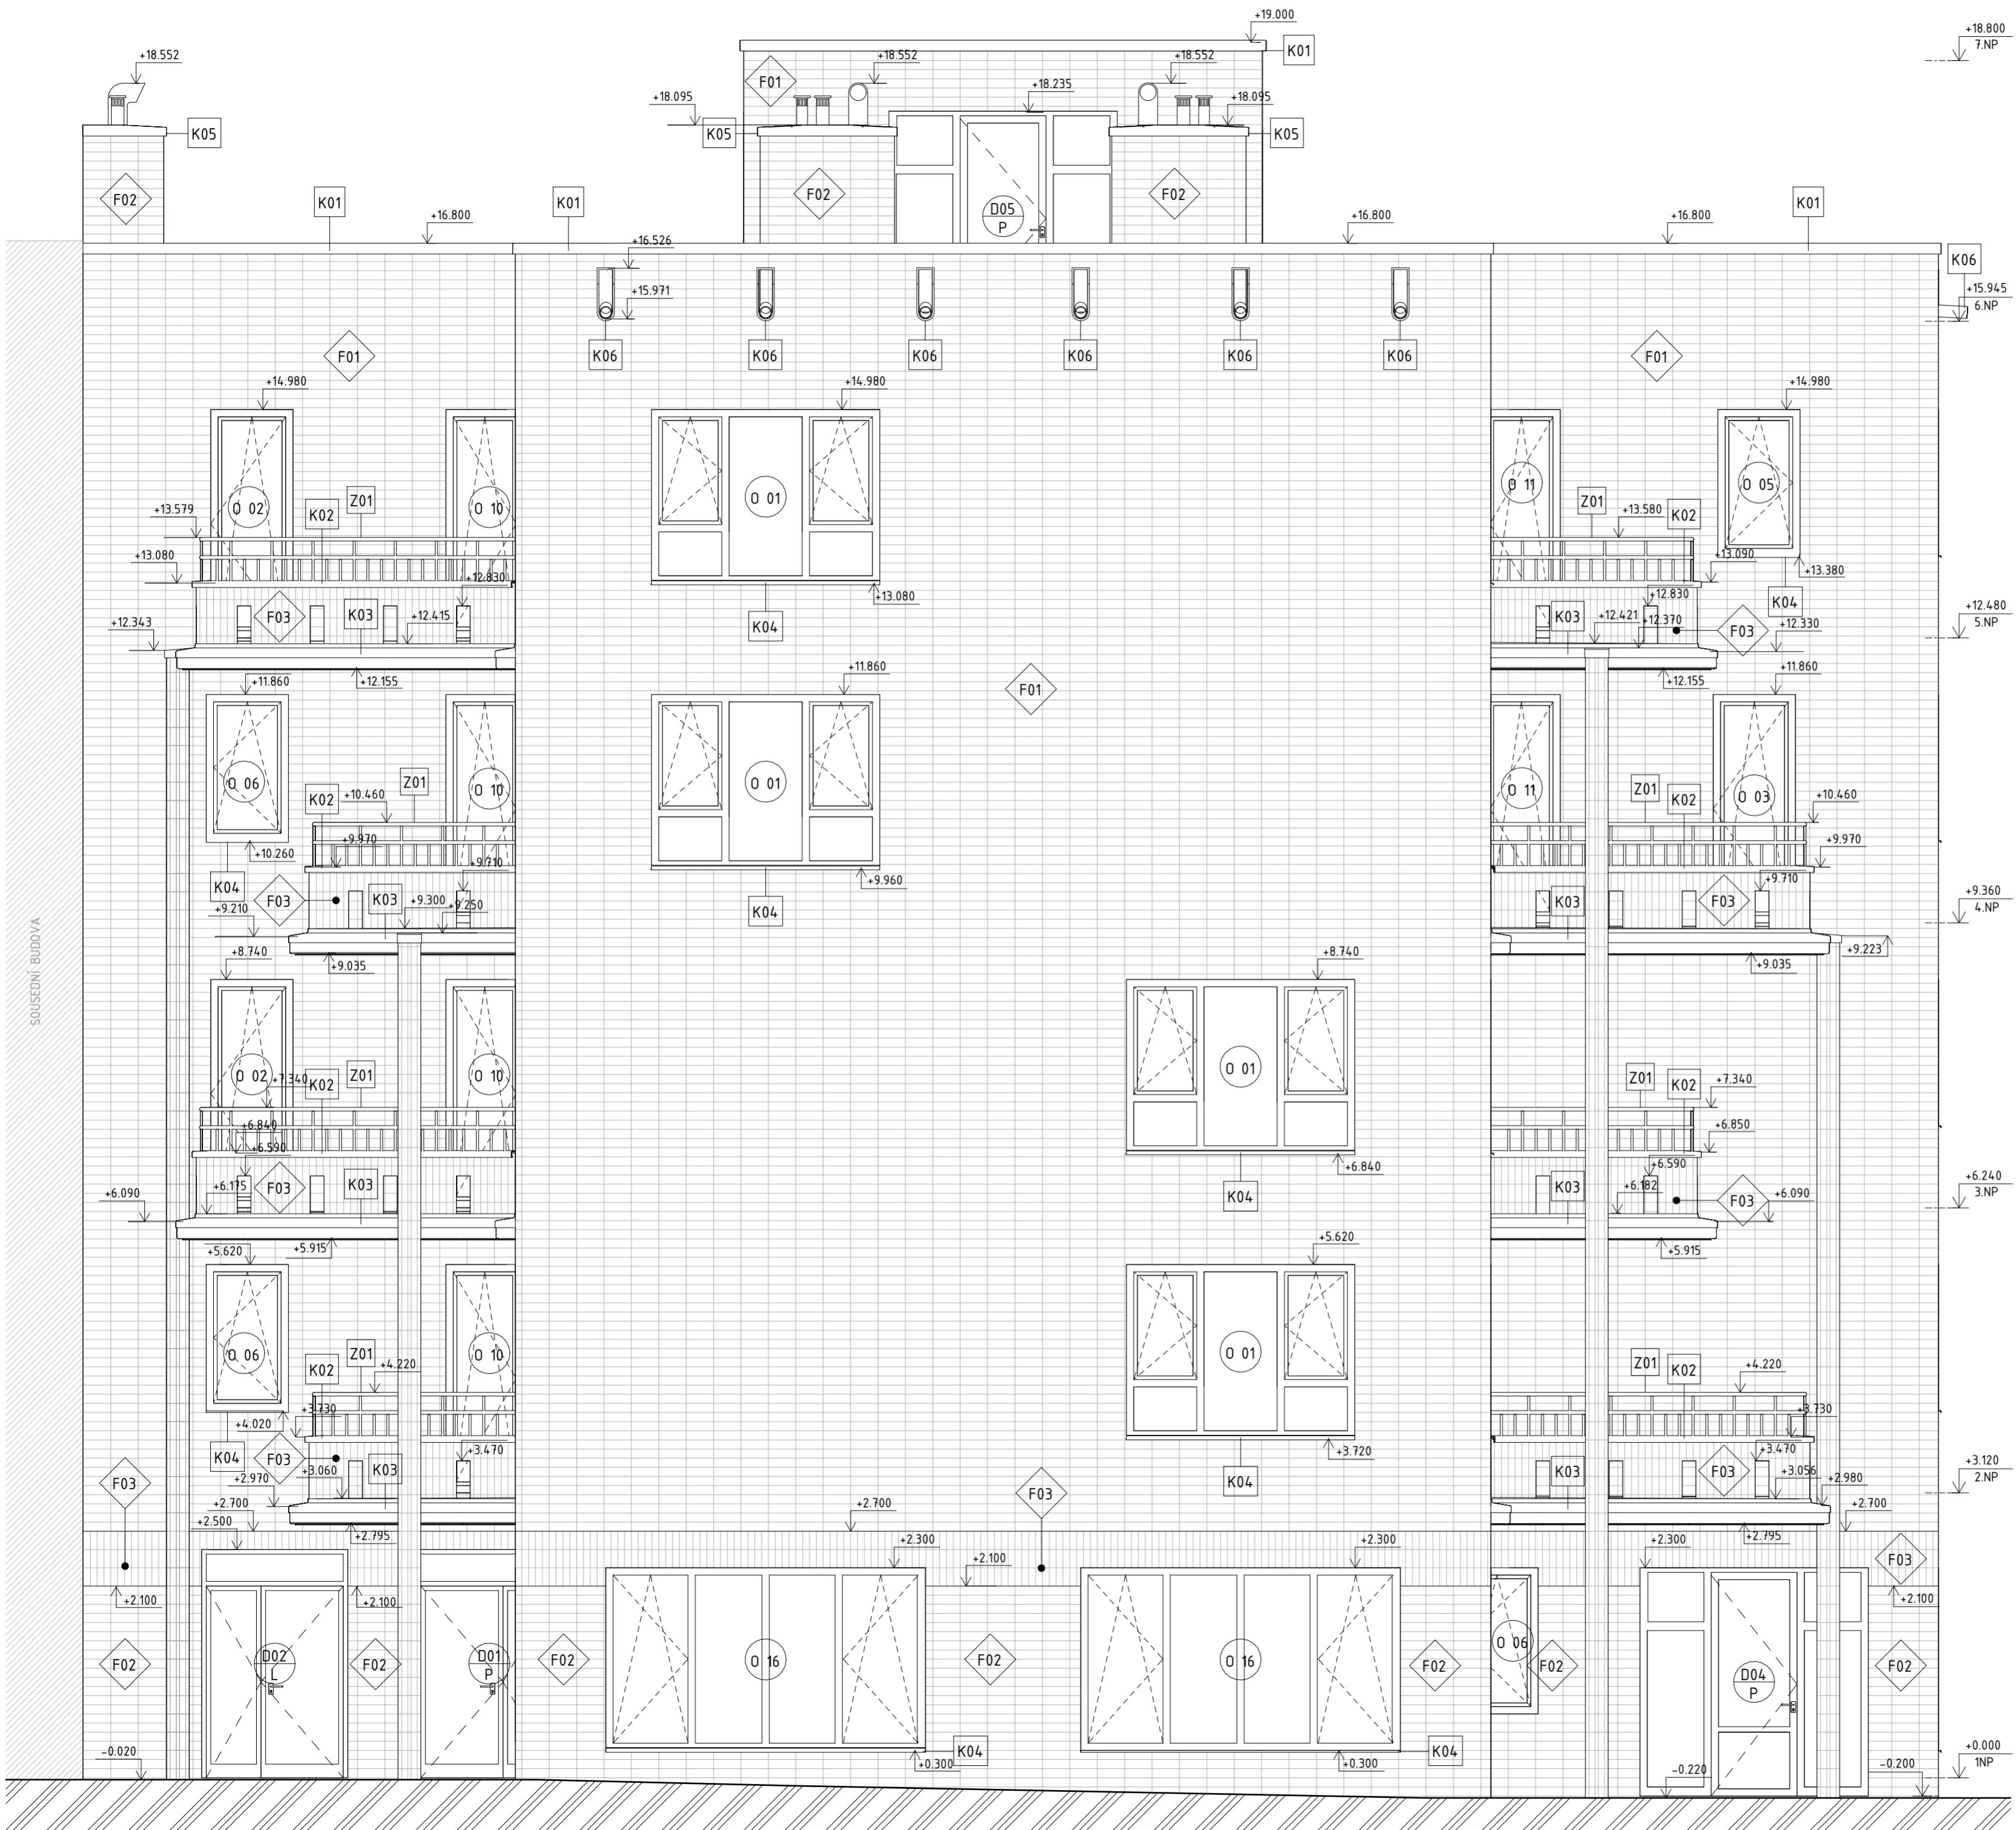 +19.000
+18.800
7.NP
K01
+18.552
+18.552
+18.552
F01
+18.235
+18.095
+18.095
K05
K05
K05
F02
F02
F02
D05
P
K01
K01
K01
+16.800
+16.800
+16.800
+16.526
K06
+15.971
+15.945
6.NP
K06
K06
K06
K06
K06
K06
F01
F01
+14.980
+14.980
+14.980
O 02
O 10
O 01
O 11
O 05
Z01
K02
Z01
K02
+13.579
+13.580
+13.080
+13.090
+13.380
+12.830
+13.080
+12.830
K04
K04
F03
K03
+12.415
K03
+12.421
+12.370
F03
+12.343
+12.330
+12.480
5.NP
+12.155
+12.155
+11.860
+11.860
+11.860
F01
O 06
O 10
O 01
O 11
O 03
Z01
K02
+10.460
Z01
K02
+10.460
+10.260
+9.970
+9.970
+9.710
+9.960
+9.710
K04
F03
K03
K04
K03
F03
+9.360
4.NP
+9.300
+9.250
+9.210
+9.223
+9.035
+9.035
SOUSEDNÍ BUDOVA
+8.740
+8.740
O 02
O 10
O 01
Z01
K02
+7.340
Z01
K02
+7.340
+6.840
+6.590
+6.850
+6.840
+6.590
F03
K03
+6.175
K04
K03
+6.182
F03
+6.090
+6.090
+6.240
3.NP
+5.915
+5.915
+5.620
+5.620
O 06
O 10
O 01
Z01
K02
+4.220
Z01
K02
+4.220
+4.020
+3.730
+3.730
+3.470
+3.720
+3.470
K04
F03
K03
K04
K03
F03
F03
F03
+3.060
+3.056
+2.970
+2.980
+3.120
2.NP
+2.700
+2.700
+2.700
+2.500
+2.795
+2.795
+2.300
+2.300
+2.300
F03
+2.100
+2.100
+2.100
+2.100
F02
D02
L
F02
D01
P
F02
O 16
F02
O 16
F02
O 06
F02
D04
P
F02
K04
K04
+0.300
+0.300
-0.020
-0.220
-0.200
+0.000
1NP